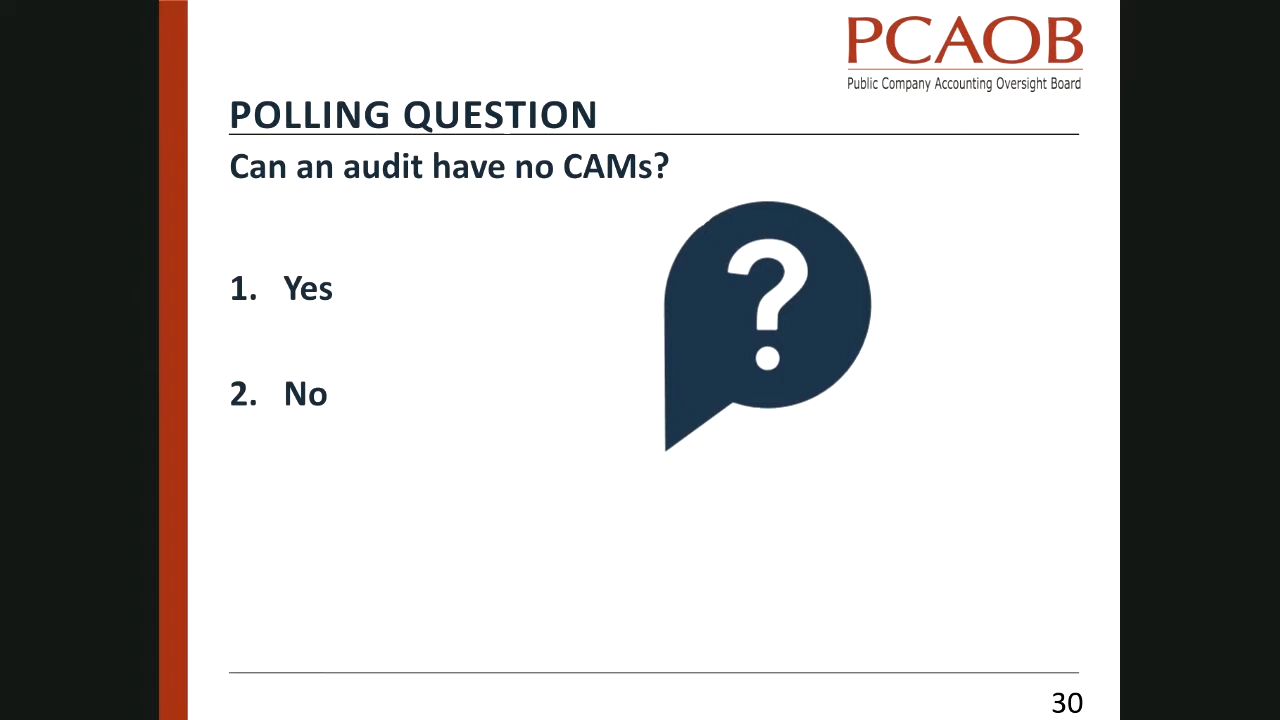 PCAOB
Public Company Accounting Oversight Board
POLLING QUESTION
Can an audit have no CAMs?
1. Yes
2. No
30